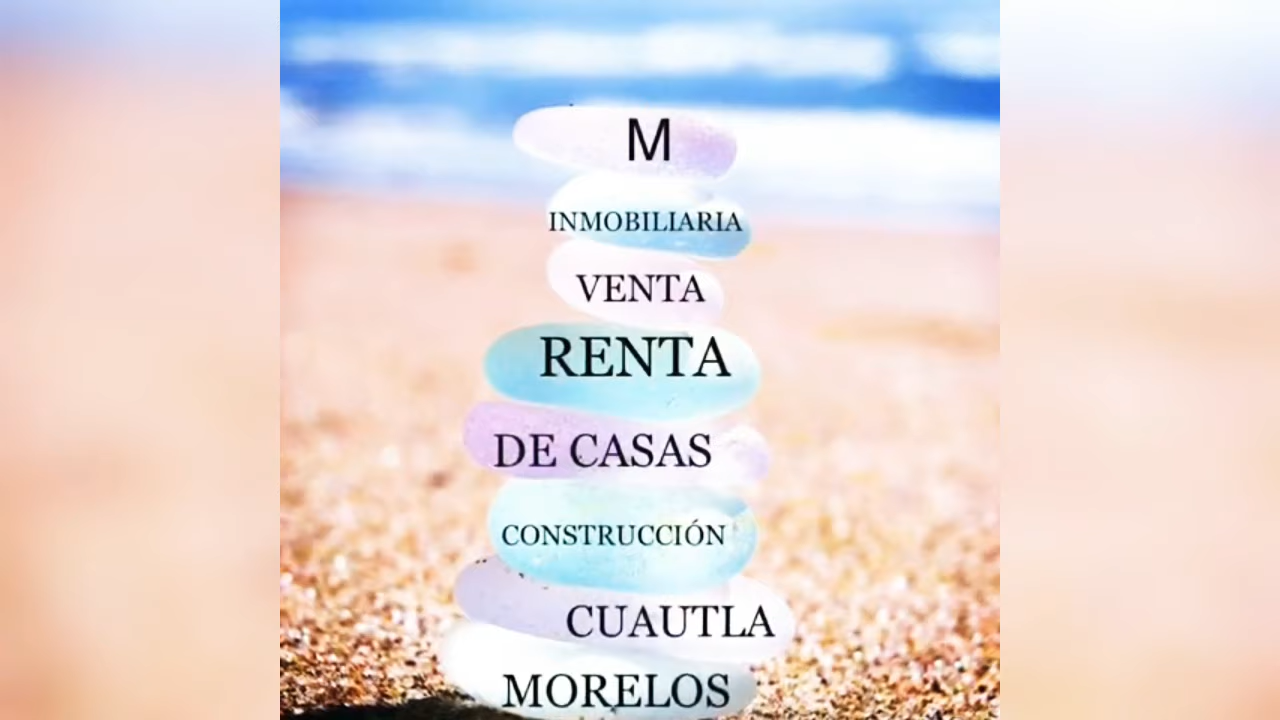 M
INMOBILIARIA
VENTA
RENTA
DE CASAS
CONSTRUCCIÓN
CUAUTLA
MORELOS